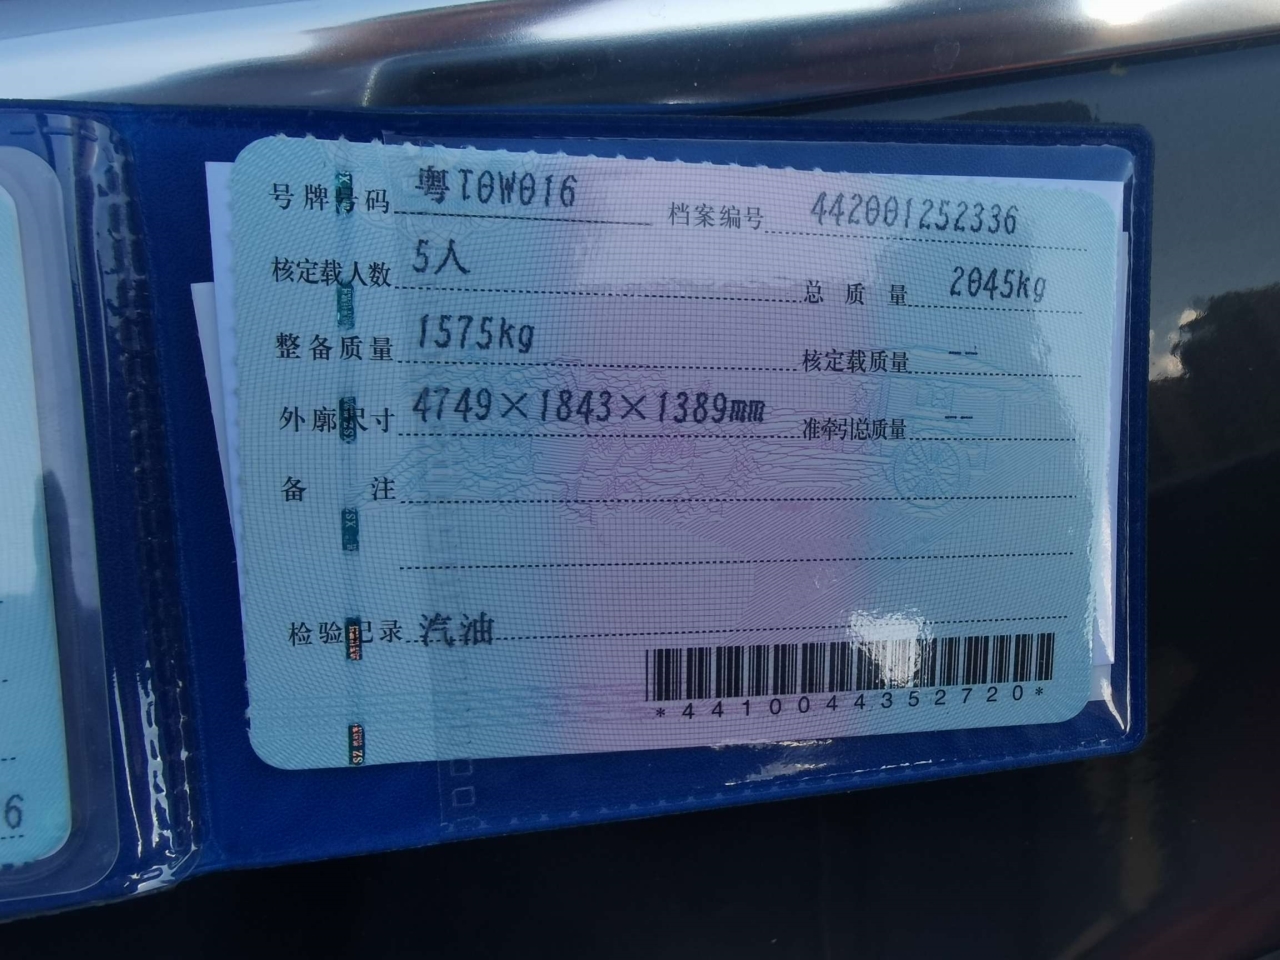 号牌号码 粤T0W016 档案编号 442001252336
核定载人数 5人 总质量 2045kg
整备质量 1575kg 核定载质量 --
外廓尺寸 4749×1843×1389mm 准牵引总质量 --
备注
检验记录 汽油
*4410044352720*
6